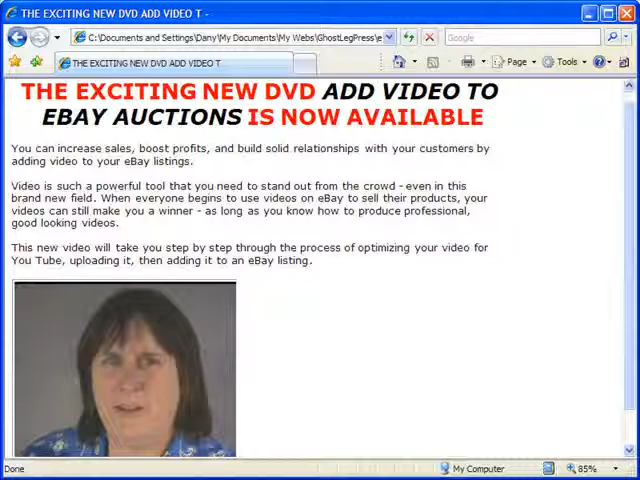 THE EXCITING NEW DVD ADD VIDEO T -
C:\Documents and Settings\Dany\My Documents\My Webs\GhostLegPress\e
Google
THE EXCITING NEW DVD ADD VIDEO T
Page
Tools
THE EXCITING NEW DVD ADD VIDEO TO
EBAY AUCTIONS IS NOW AVAILABLE
You can increase sales, boost profits, and build solid relationships with your customers by
adding video to your eBay listings.
Video is such a powerful tool that you need to stand out from the crowd - even in this
brand new field. When everyone begins to use videos on eBay to sell their products, your
videos can still make you a winner - as long as you know how to produce professional,
good looking videos.
This new video will take you step by step through the process of optimizing your video for
You Tube, uploading it, then adding it to an eBay listing.
Done
My Computer
85%